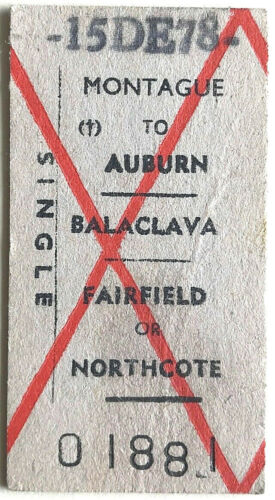 -15DE78-
MONTAGUE
(†) TO
AUBURN
BALACLAVA
FAIRFIELD
OR
NORTHCOTE
SINGLE
01881